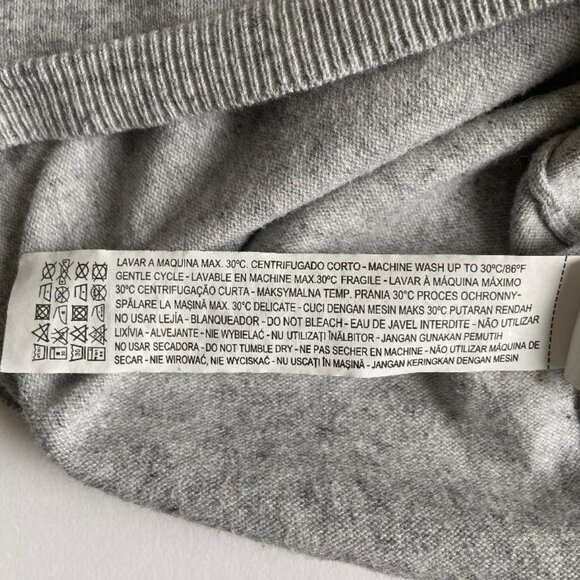 LAVAR A MAQUINA MAX. 30ºC. CENTRIFUGADO CORTO - MACHINE WASH UP TO 30ºC/86ºF
GENTLE CYCLE - LAVABLE EN MACHINE MAX.30ºC FRAGILE - LAVAR À MÁQUINA MÁXIMO
30ºC CENTRIFUGAÇÃO CURTA - MAKSYMALNA TEMP. PRANIA 30ºC PROCES OCHRONNY-
SPĂLARE LA MAŞINĂ MAX. 30ºC DELICATE - CUCI DENGAN MESIN MAKS 30ºC PUTARAN RENDAH
NO USAR LEJÍA / BLANQUEADOR - DO NOT BLEACH - EAU DE JAVEL INTERDITE - NÃO UTILIZAR
LIXÍVIA - ALVEJANTE - NIE WYBIELAĆ - NU UTILIZAȚI ÎNĂLBITOR - JANGAN GUNAKAN PEMUTIH
NO USAR SECADORA - DO NOT TUMBLE DRY - NE PAS SECHER EN MACHINE - NÃO UTILIZAR MÁQUINA DE
SECAR - NIE WIROWAĆ, NIE WYCISKAĆ - NU USCAȚI ÎN MAŞINĂ - JANGAN KERINGKAN DENGAN MESIN